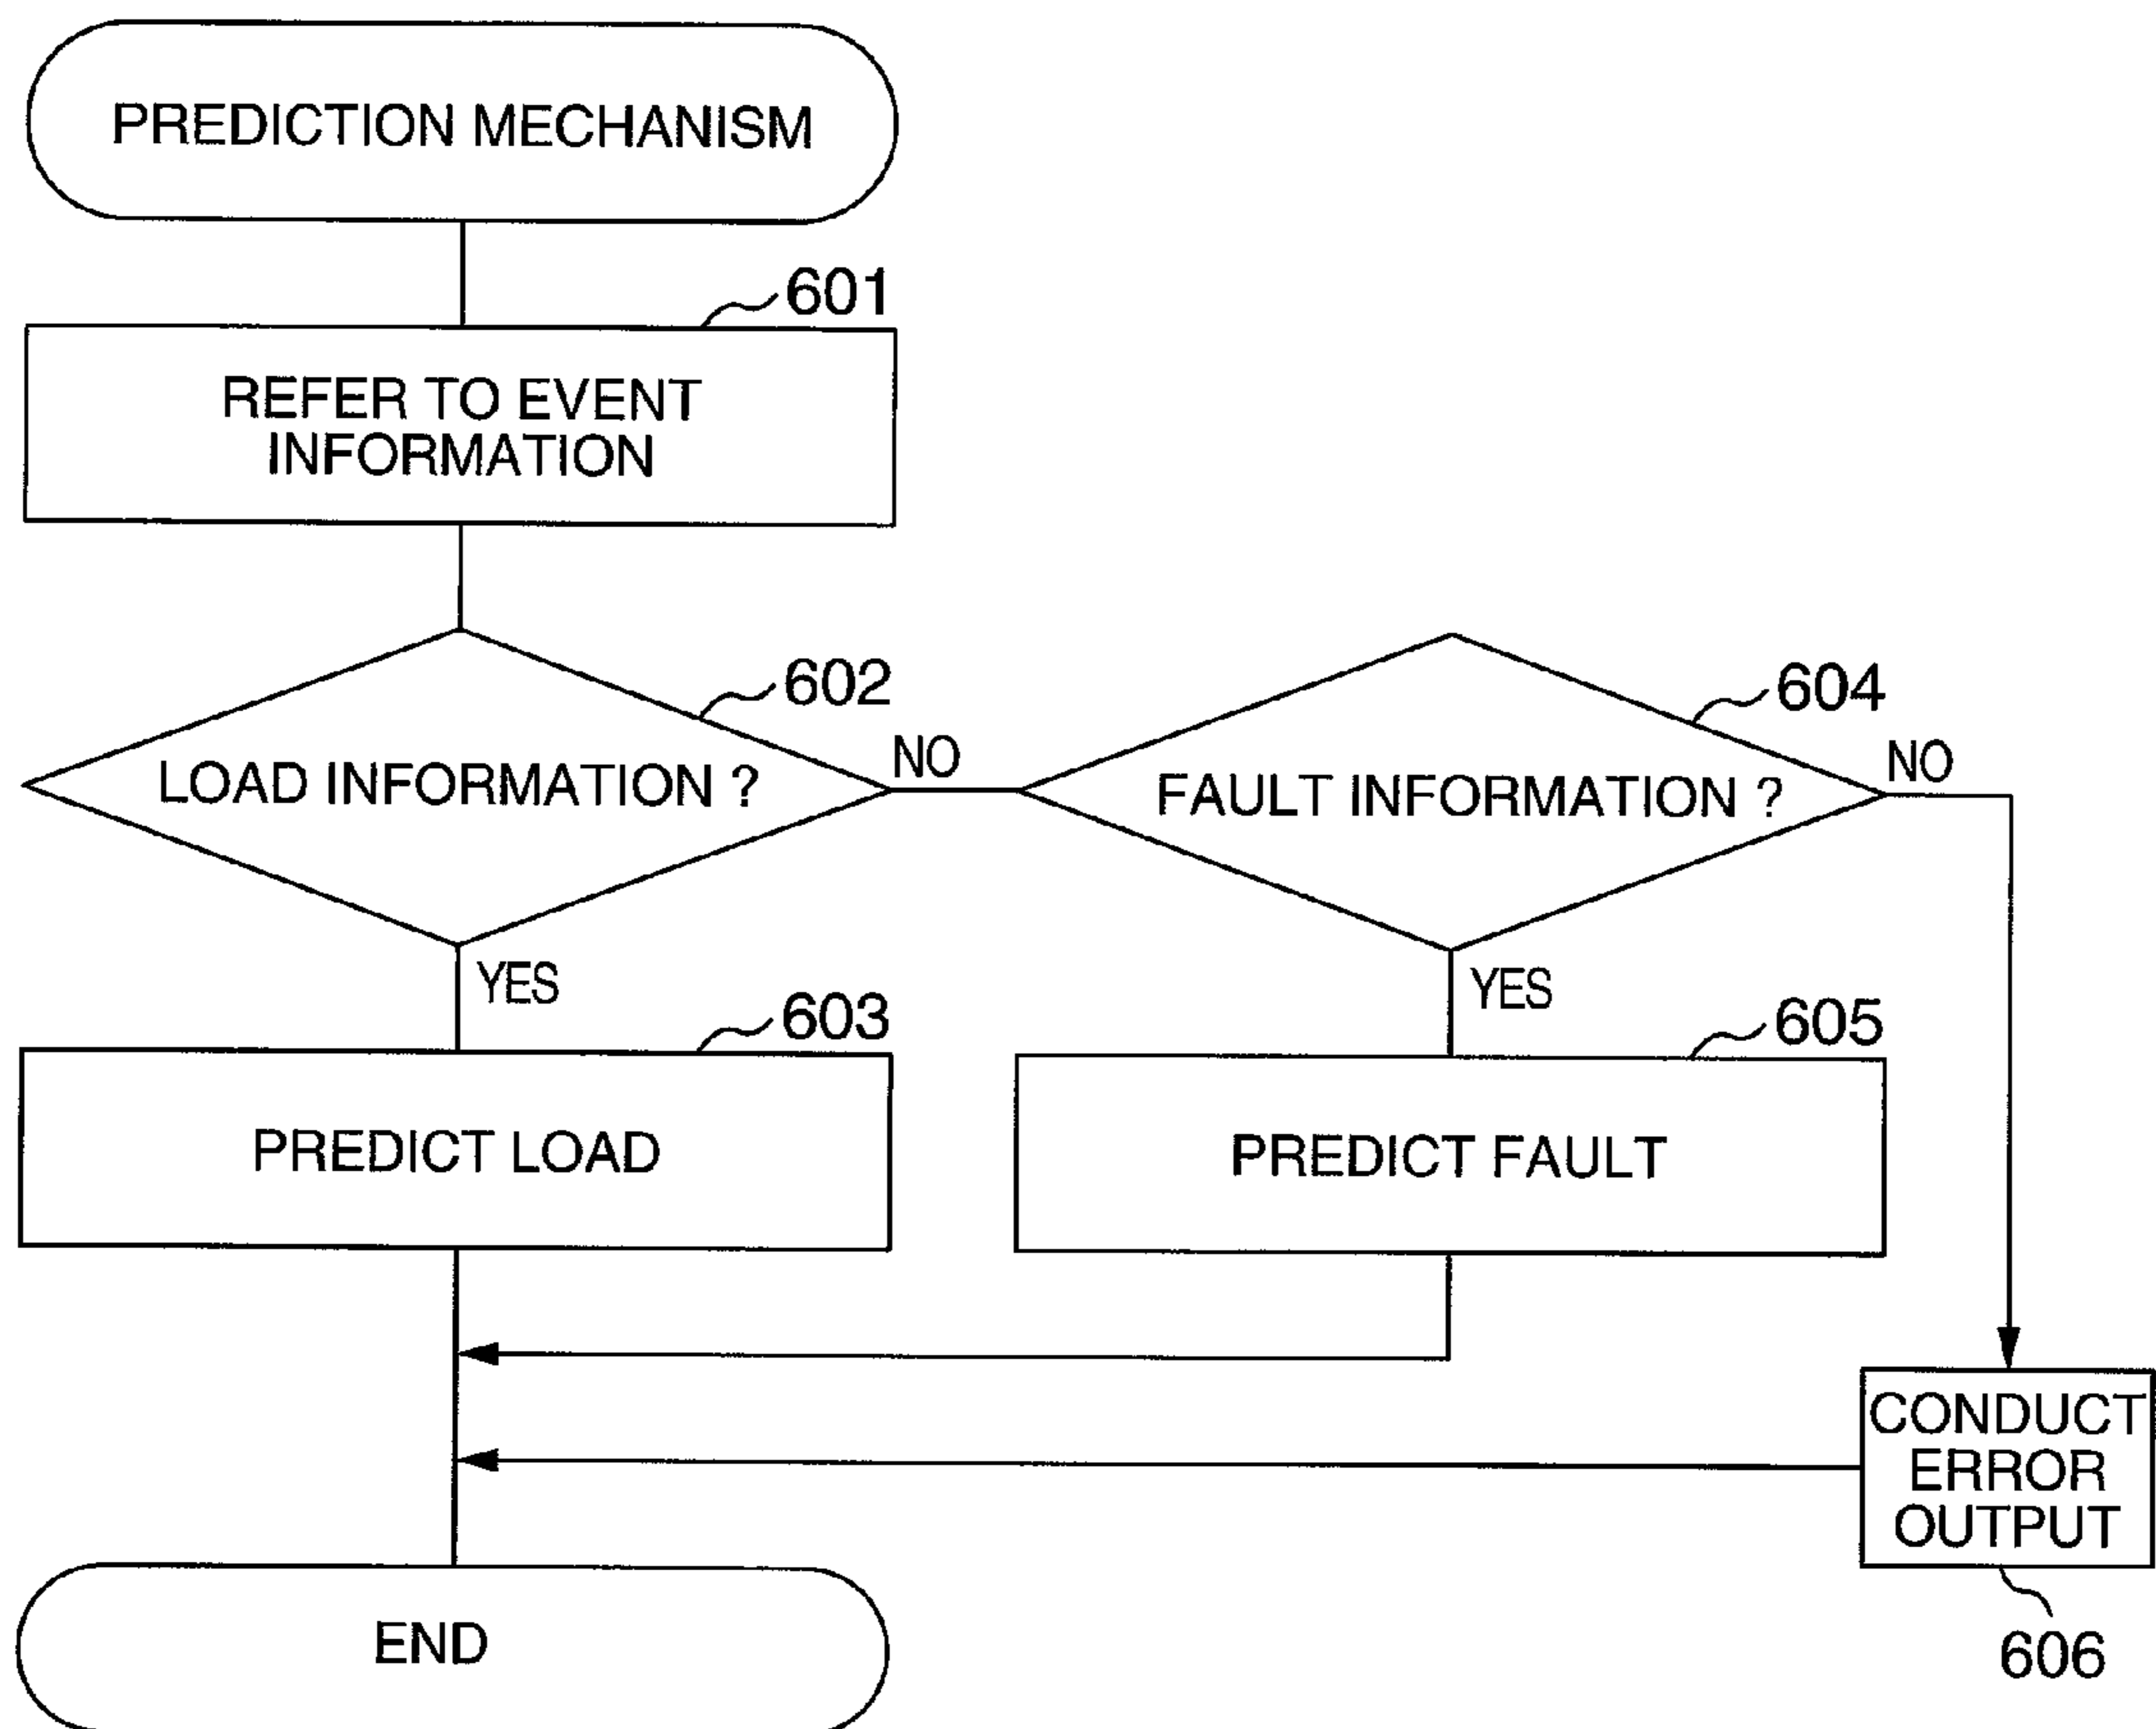 PREDICTION MECHANISM
601
REFER TO EVENT
INFORMATION
602
LOAD INFORMATION ?
NO
604
FAULT INFORMATION ?
NO
YES
603
PREDICT LOAD
YES
605
PREDICT FAULT
CONDUCT
ERROR
OUTPUT
606
END